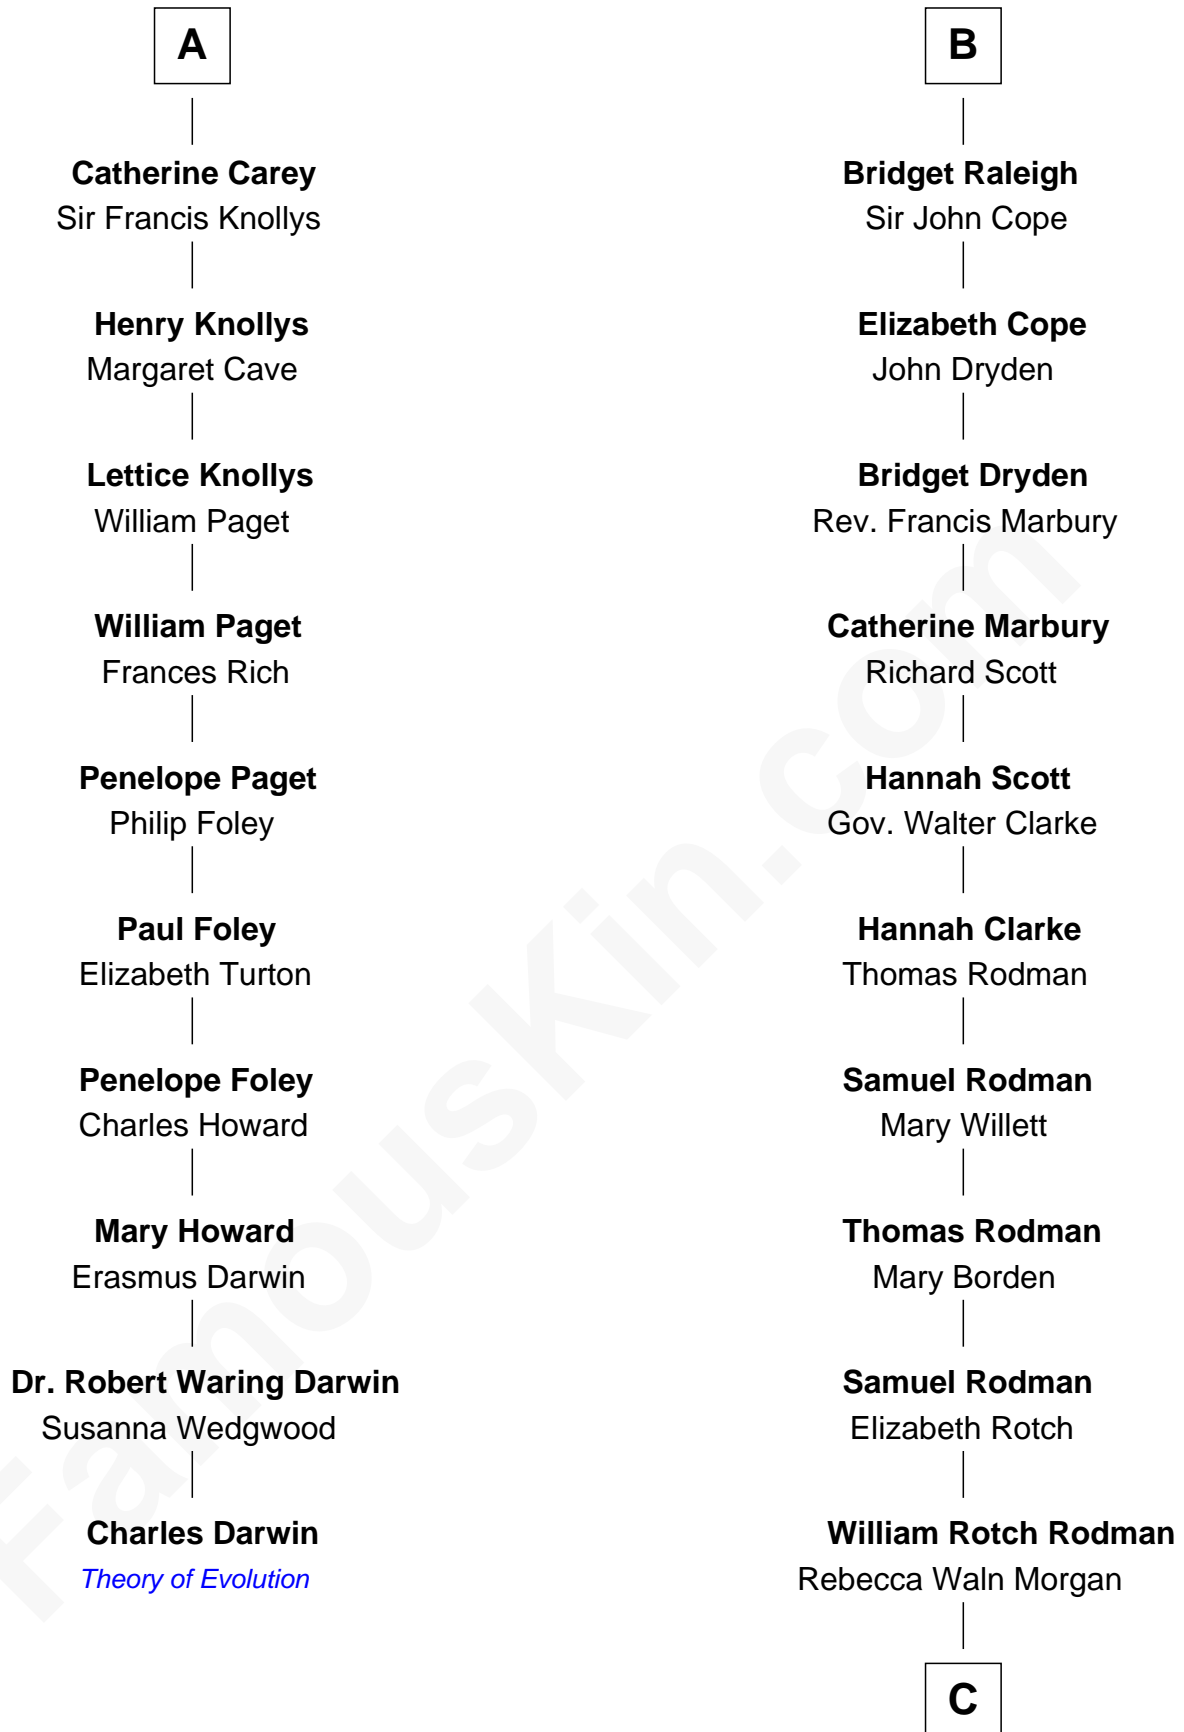 A
Catherine Carey
Sir Francis Knollys
Henry Knollys
Margaret Cave
Lettice Knollys
William Paget
William Paget
Frances Rich
Penelope Paget
Philip Foley
Paul Foley
Elizabeth Turton
Penelope Foley
Charles Howard
Mary Howard
Erasmus Darwin
Dr. Robert Waring Darwin
Susanna Wedgwood
Charles Darwin
Theory of Evolution
B
Bridget Raleigh
Sir John Cope
Elizabeth Cope
John Dryden
Bridget Dryden
Rev. Francis Marbury
Catherine Marbury
Richard Scott
Hannah Scott
Gov. Walter Clarke
Hannah Clarke
Thomas Rodman
Samuel Rodman
Mary Willett
Thomas Rodman
Mary Borden
Samuel Rodman
Elizabeth Rotch
William Rotch Rodman
Rebecca Waln Morgan
C
FamousKin.com